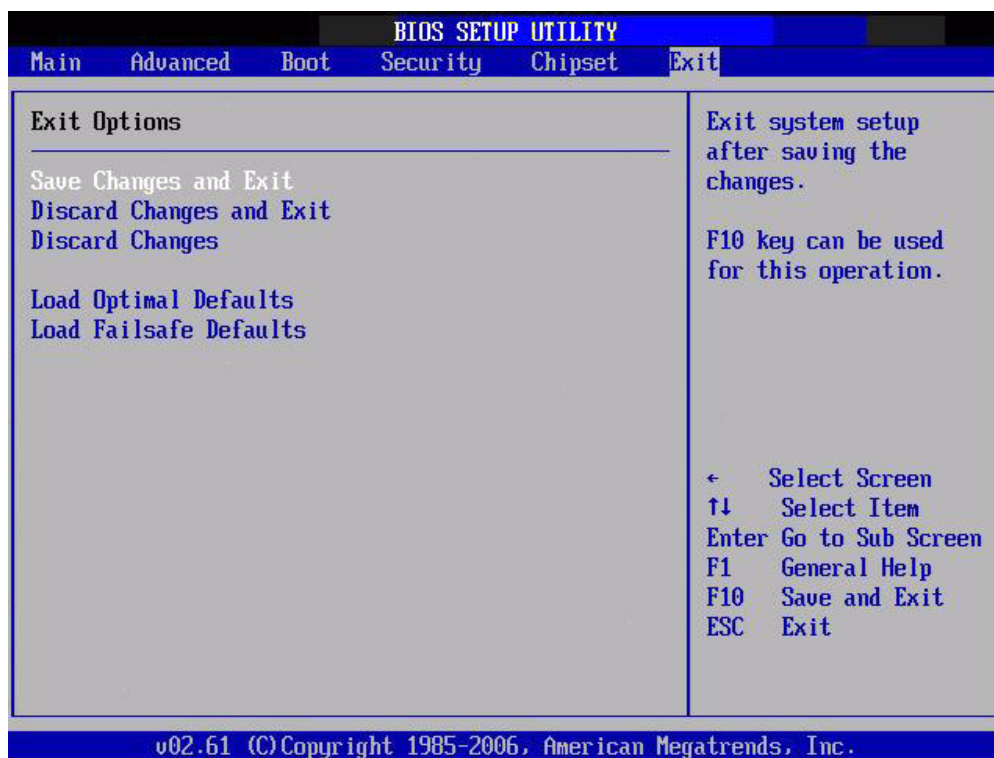 BIOS SETUP UTILITY
Main Advanced Boot Security Chipset Exit
Exit Options
Save Changes and Exit
Discard Changes and Exit
Discard Changes
Load Optimal Defaults
Load Failsafe Defaults
Exit system setup
after saving the
changes.
F10 key can be used
for this operation.
← Select Screen
↑↓ Select Item
Enter Go to Sub Screen
F1 General Help
F10 Save and Exit
ESC Exit
v02.61 (C)Copyright 1985-2006, American Megatrends, Inc.